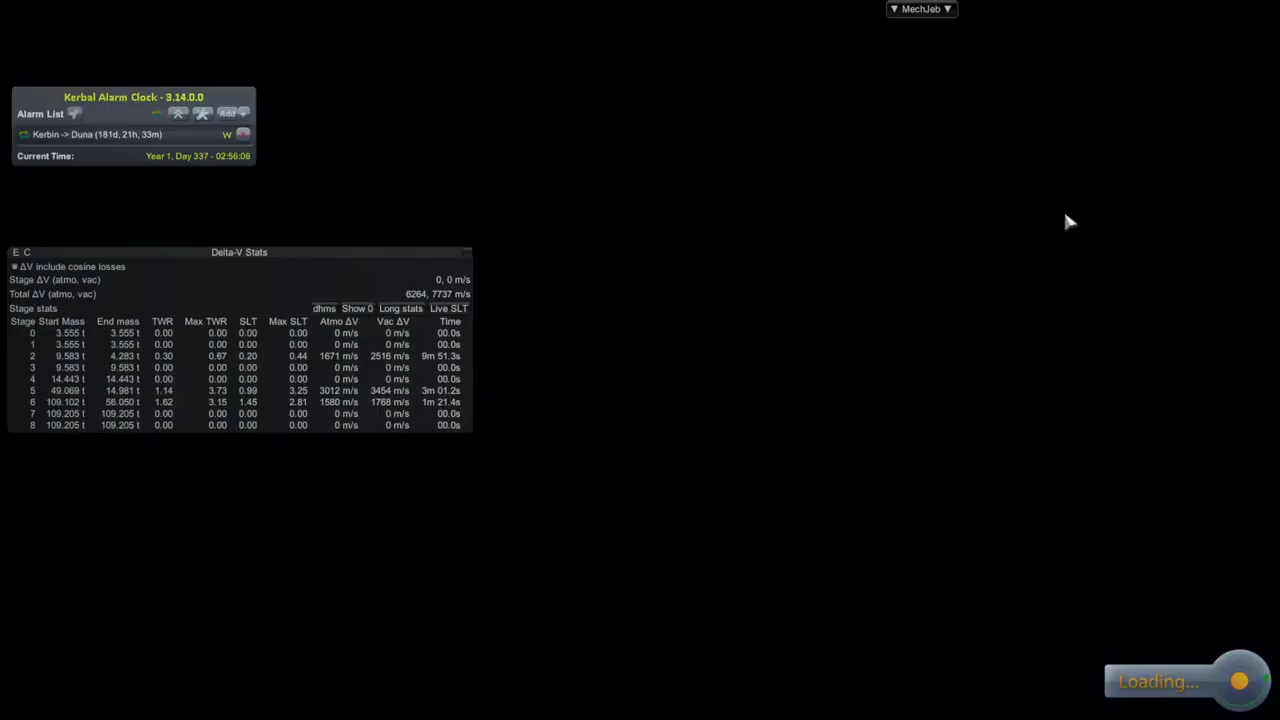 ▼ MechJeb ▼
Kerbal Alarm Clock - 3.14.0.0
Alarm List Add +
Kerbin -> Duna (181d, 21h, 33m) W
Current Time: Year 1, Day 337 - 02:56:06
E C Delta-V Stats
ΔV include cosine losses
Stage ΔV (atmo, vac) 0, 0 m/s
Total ΔV (atmo, vac) 6264, 7737 m/s
Stage stats dhms Show 0 Long stats Live SLT
Stage Start Mass End mass TWR Max TWR SLT Max SLT Atmo ΔV Vac ΔV Time
0 3.555 t 3.555 t 0.00 0.00 0.00 0.00 0 m/s 0 m/s 00.0s
1 3.555 t 3.555 t 0.00 0.00 0.00 0.00 0 m/s 0 m/s 00.0s
2 9.583 t 4.283 t 0.30 0.67 0.20 0.44 1671 m/s 2516 m/s 9m 51.3s
3 9.583 t 9.583 t 0.00 0.00 0.00 0.00 0 m/s 0 m/s 00.0s
4 14.443 t 14.443 t 0.00 0.00 0.00 0.00 0 m/s 0 m/s 00.0s
5 49.069 t 14.981 t 1.14 3.73 0.99 3.25 3012 m/s 3454 m/s 3m 01.2s
6 109.102 t 56.050 t 1.62 3.15 1.45 2.81 1580 m/s 1768 m/s 1m 21.4s
7 109.205 t 109.205 t 0.00 0.00 0.00 0.00 0 m/s 0 m/s 00.0s
8 109.205 t 109.205 t 0.00 0.00 0.00 0.00 0 m/s 0 m/s 00.0s
Loading...